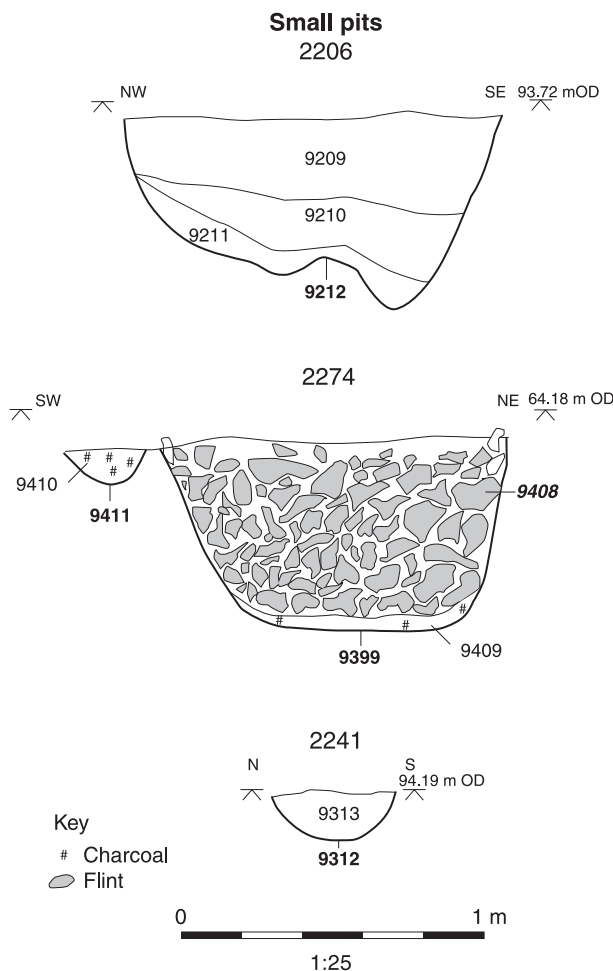 Small pits
2206
NW
SE 93.72 mOD
9209
9210
9211
9212
2274
SW
NE 64.18 m OD
9410
9411
9408
9409
9399
2241
N
S
94.19 m OD
9313
9312
Key
# Charcoal
Flint
0 1 m
1:25